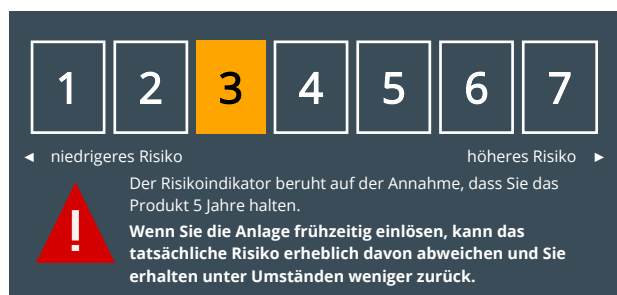 1 2 3 4 5 6 7
◄ niedrigeres Risiko höheres Risiko ►
Der Risikoindikator beruht auf der Annahme, dass Sie das
Produkt 5 Jahre halten.
!
Wenn Sie die Anlage frühzeitig einlösen, kann das
tatsächliche Risiko erheblich davon abweichen und Sie
erhalten unter Umständen weniger zurück.